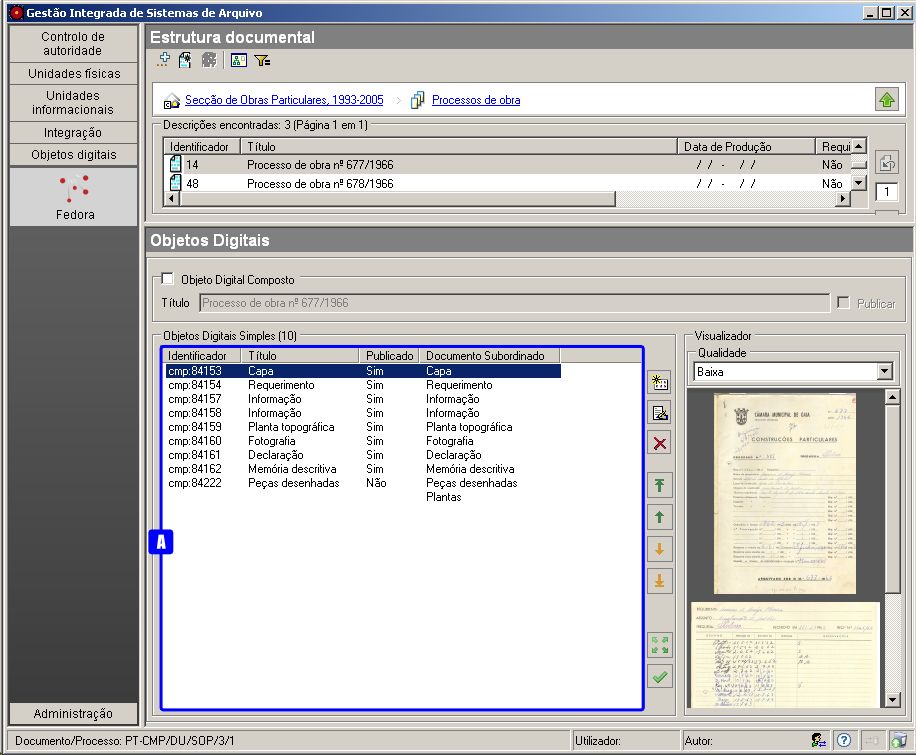 Gestão Integrada de Sistemas de Arquivo
Controlo de
autoridade
Unidades físicas
Unidades
informacionais
Integração
Objetos digitais
Fedora
Administração
Estrutura documental
Secção de Obras Particulares, 1993-2005
Processos de obra
Descrições encontradas: 3 (Página 1 em 1)
Identificador Título Data de Produção Requi
14 Processo de obra nº 677/1966 / / - / / Não
48 Processo de obra nº 678/1966 / / - / / Não
1
Objetos Digitais
Objeto Digital Composto
Título Processo de obra nº 677/1966 Publicar
Objetos Digitais Simples (10)
Identificador Título Publicado Documento Subordinado
cmp:84153 Capa Sim Capa
cmp:84154 Requerimento Sim Requerimento
cmp:84157 Informação Sim Informação
cmp:84158 Informação Sim Informação
cmp:84159 Planta topográfica Sim Planta topográfica
cmp:84160 Fotografia Sim Fotografia
cmp:84161 Declaração Sim Declaração
cmp:84162 Memória descritiva Sim Memória descritiva
cmp:84222 Peças desenhadas Não Peças desenhadas
Plantas
A
Visualizador
Qualidade
Baixa
CÂMARA MUNICIPAL DE GAIA
CONSTRUÇÕES PARTICULARES
Documento/Processo: PT-CMP/DU/SOP/3/1 Utilizador: Autor: